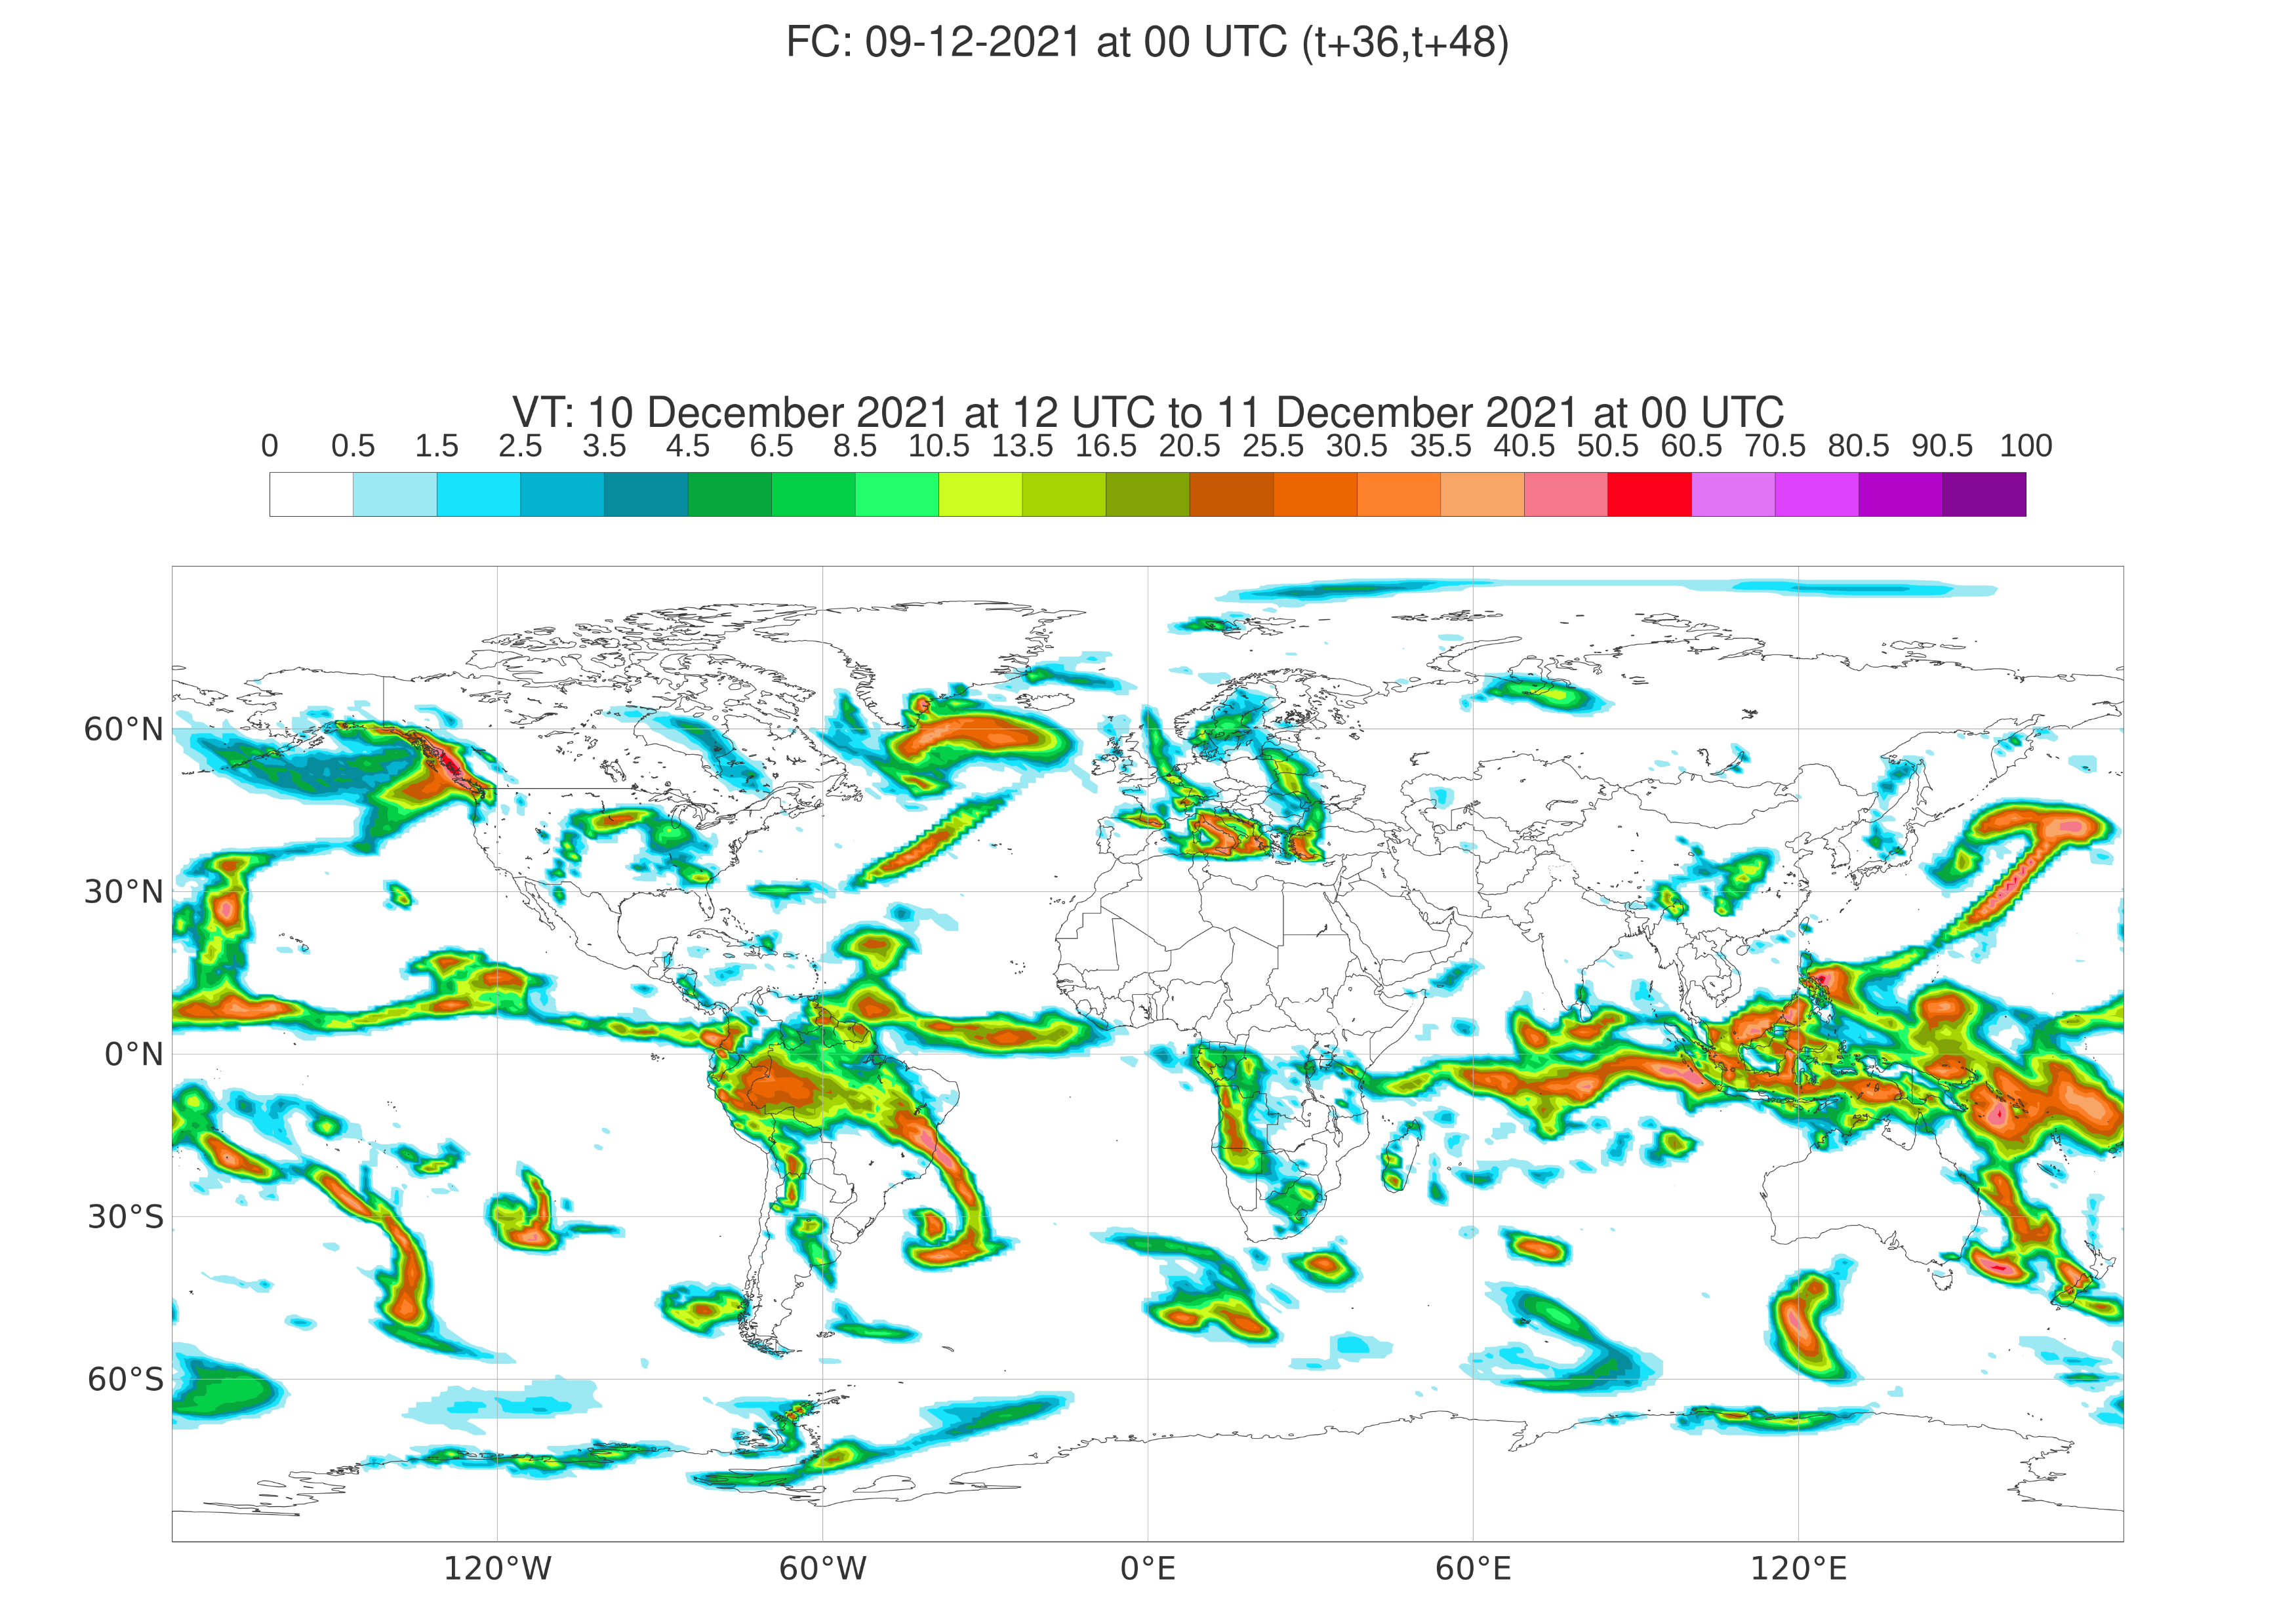 FC: 09-12-2021 at 00 UTC (t+36,t+48)
VT: 10 December 2021 at 12 UTC to 11 December 2021 at 00 UTC
0 0.5 1.5 2.5 3.5 4.5 6.5 8.5 10.5 13.5 16.5 20.5 25.5 30.5 35.5 40.5 50.5 60.5 70.5 80.5 90.5 100
60°N
30°N
0°N
30°S
60°S
120°W 60°W 0°E 60°E 120°E